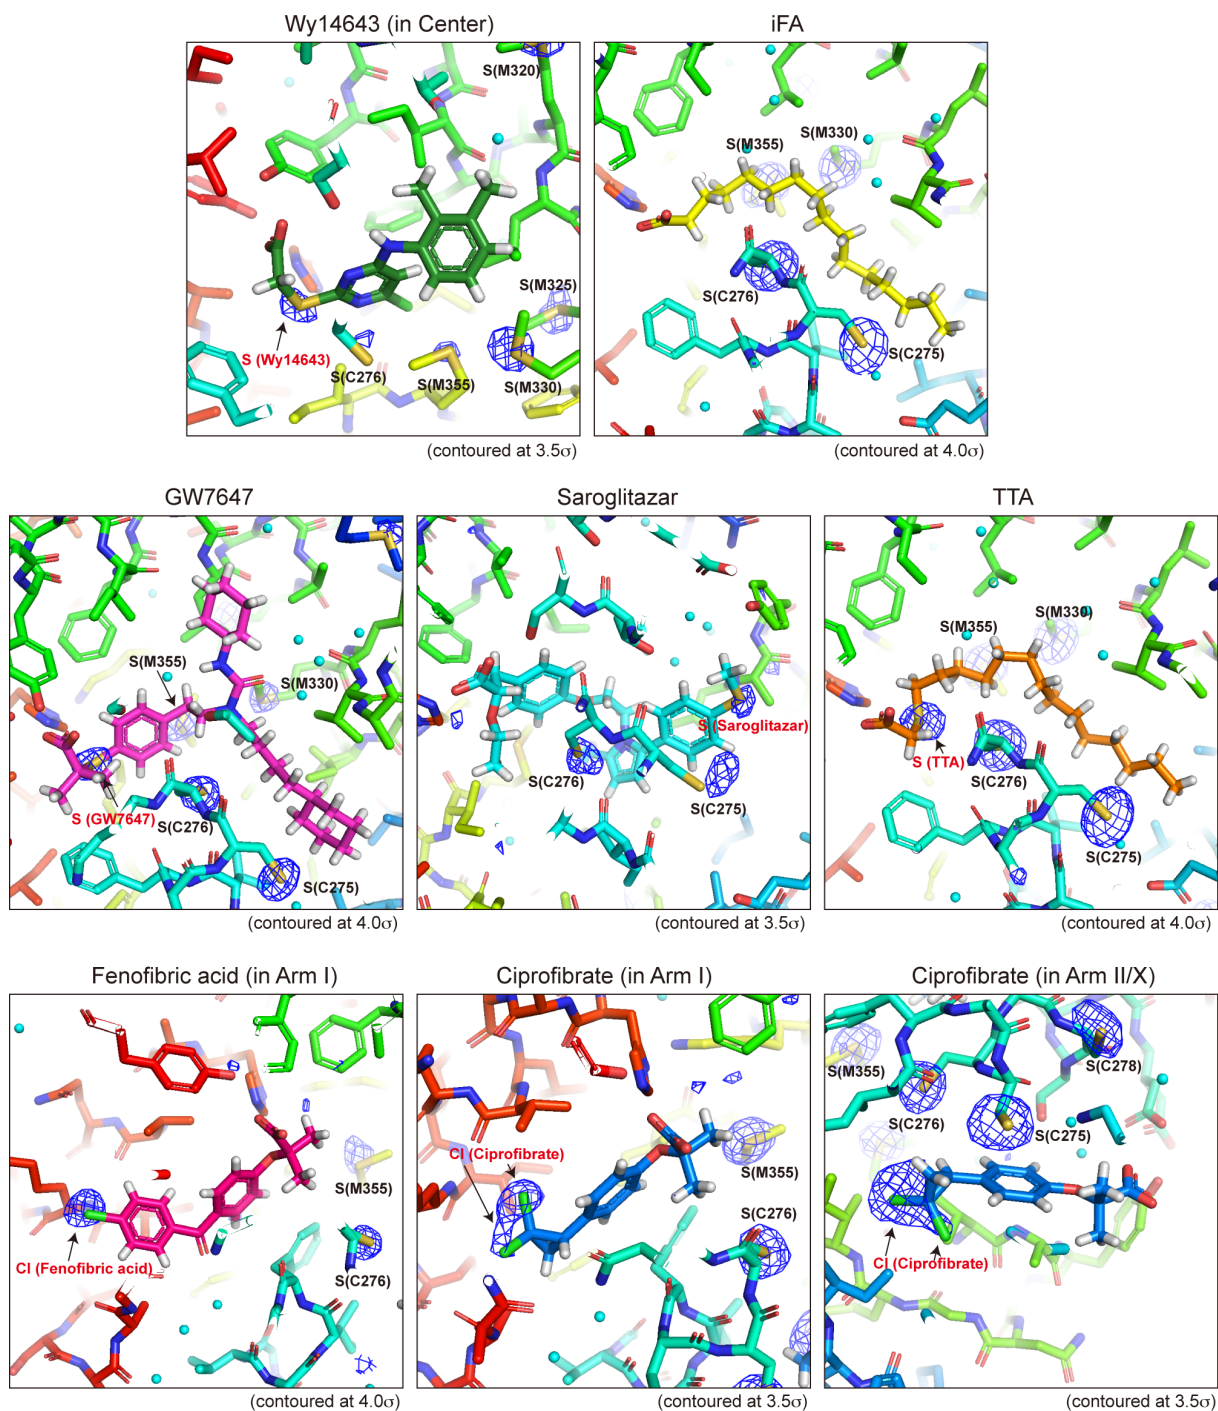 Wy14643 (in Center)
iFA
S(M320)
S(M325)
S (Wy14643)
S(C276)
S(M355)
S(M330)
(contoured at 3.5σ)
S(M355)
S(M330)
S(C276)
S(C275)
(contoured at 4.0σ)
GW7647
Saroglitazar
TTA
S(M355)
S(M330)
S (GW7647)
S(C276)
S(C275)
(contoured at 4.0σ)
S (Saroglitazar)
S(C276)
S(C275)
(contoured at 3.5σ)
S(M330)
S(M355)
S (TTA)
S(C276)
S(C275)
(contoured at 4.0σ)
Fenofibric acid (in Arm I)
Ciprofibrate (in Arm I)
Ciprofibrate (in Arm II/X)
S(M355)
Cl (Fenofibric acid)
S(C276)
(contoured at 4.0σ)
Cl (Ciprofibrate)
S(M355)
S(C276)
(contoured at 3.5σ)
S(M355)
S(C278)
S(C276)
S(C275)
Cl (Ciprofibrate)
(contoured at 3.5σ)